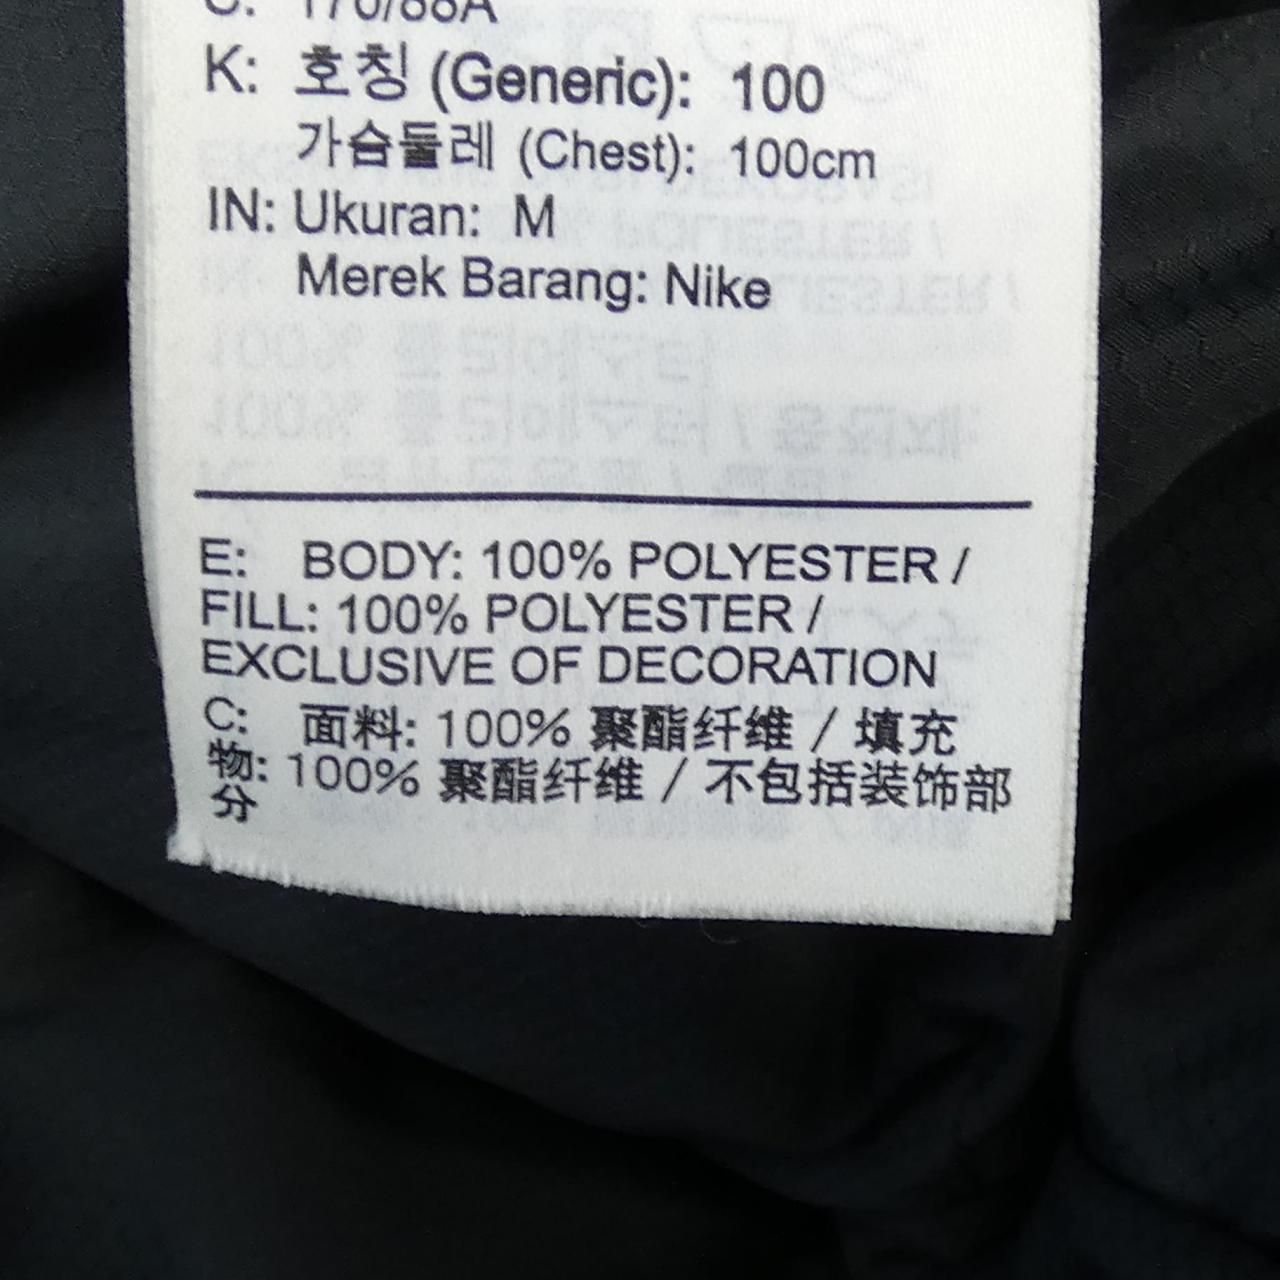 C: 170/88A
K: 호칭 (Generic): 100
가슴둘레 (Chest): 100cm
IN: Ukuran: M
Merek Barang: Nike
E: BODY: 100% POLYESTER /
FILL: 100% POLYESTER /
EXCLUSIVE OF DECORATION
C: 面料: 100% 聚酯纤维 / 填充
物: 100% 聚酯纤维 / 不包括装饰部
分